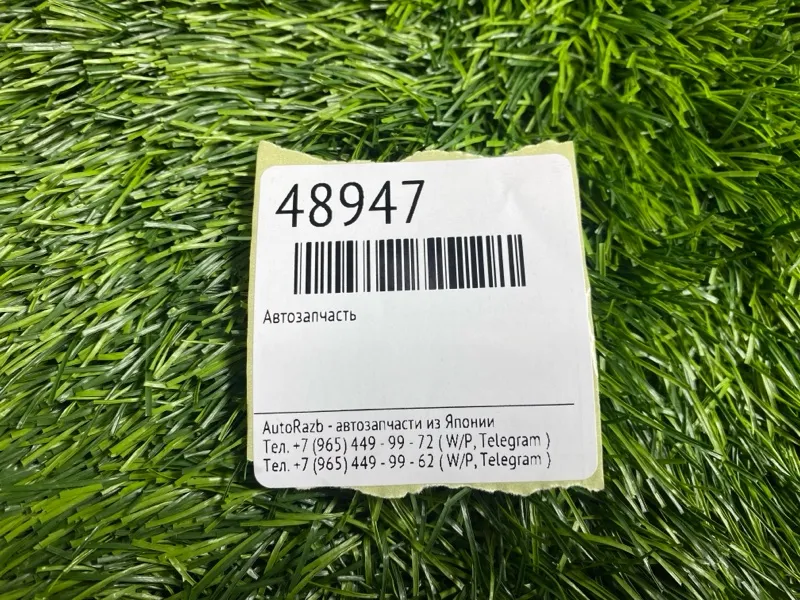 48947
Автозапчасть
AutoRazb - автозапчасти из Японии
Тел. +7 (965) 449 - 99 - 72 ( W/P, Telegram )
Тел. +7 (965) 449 - 99 - 62 ( W/P, Telegram )